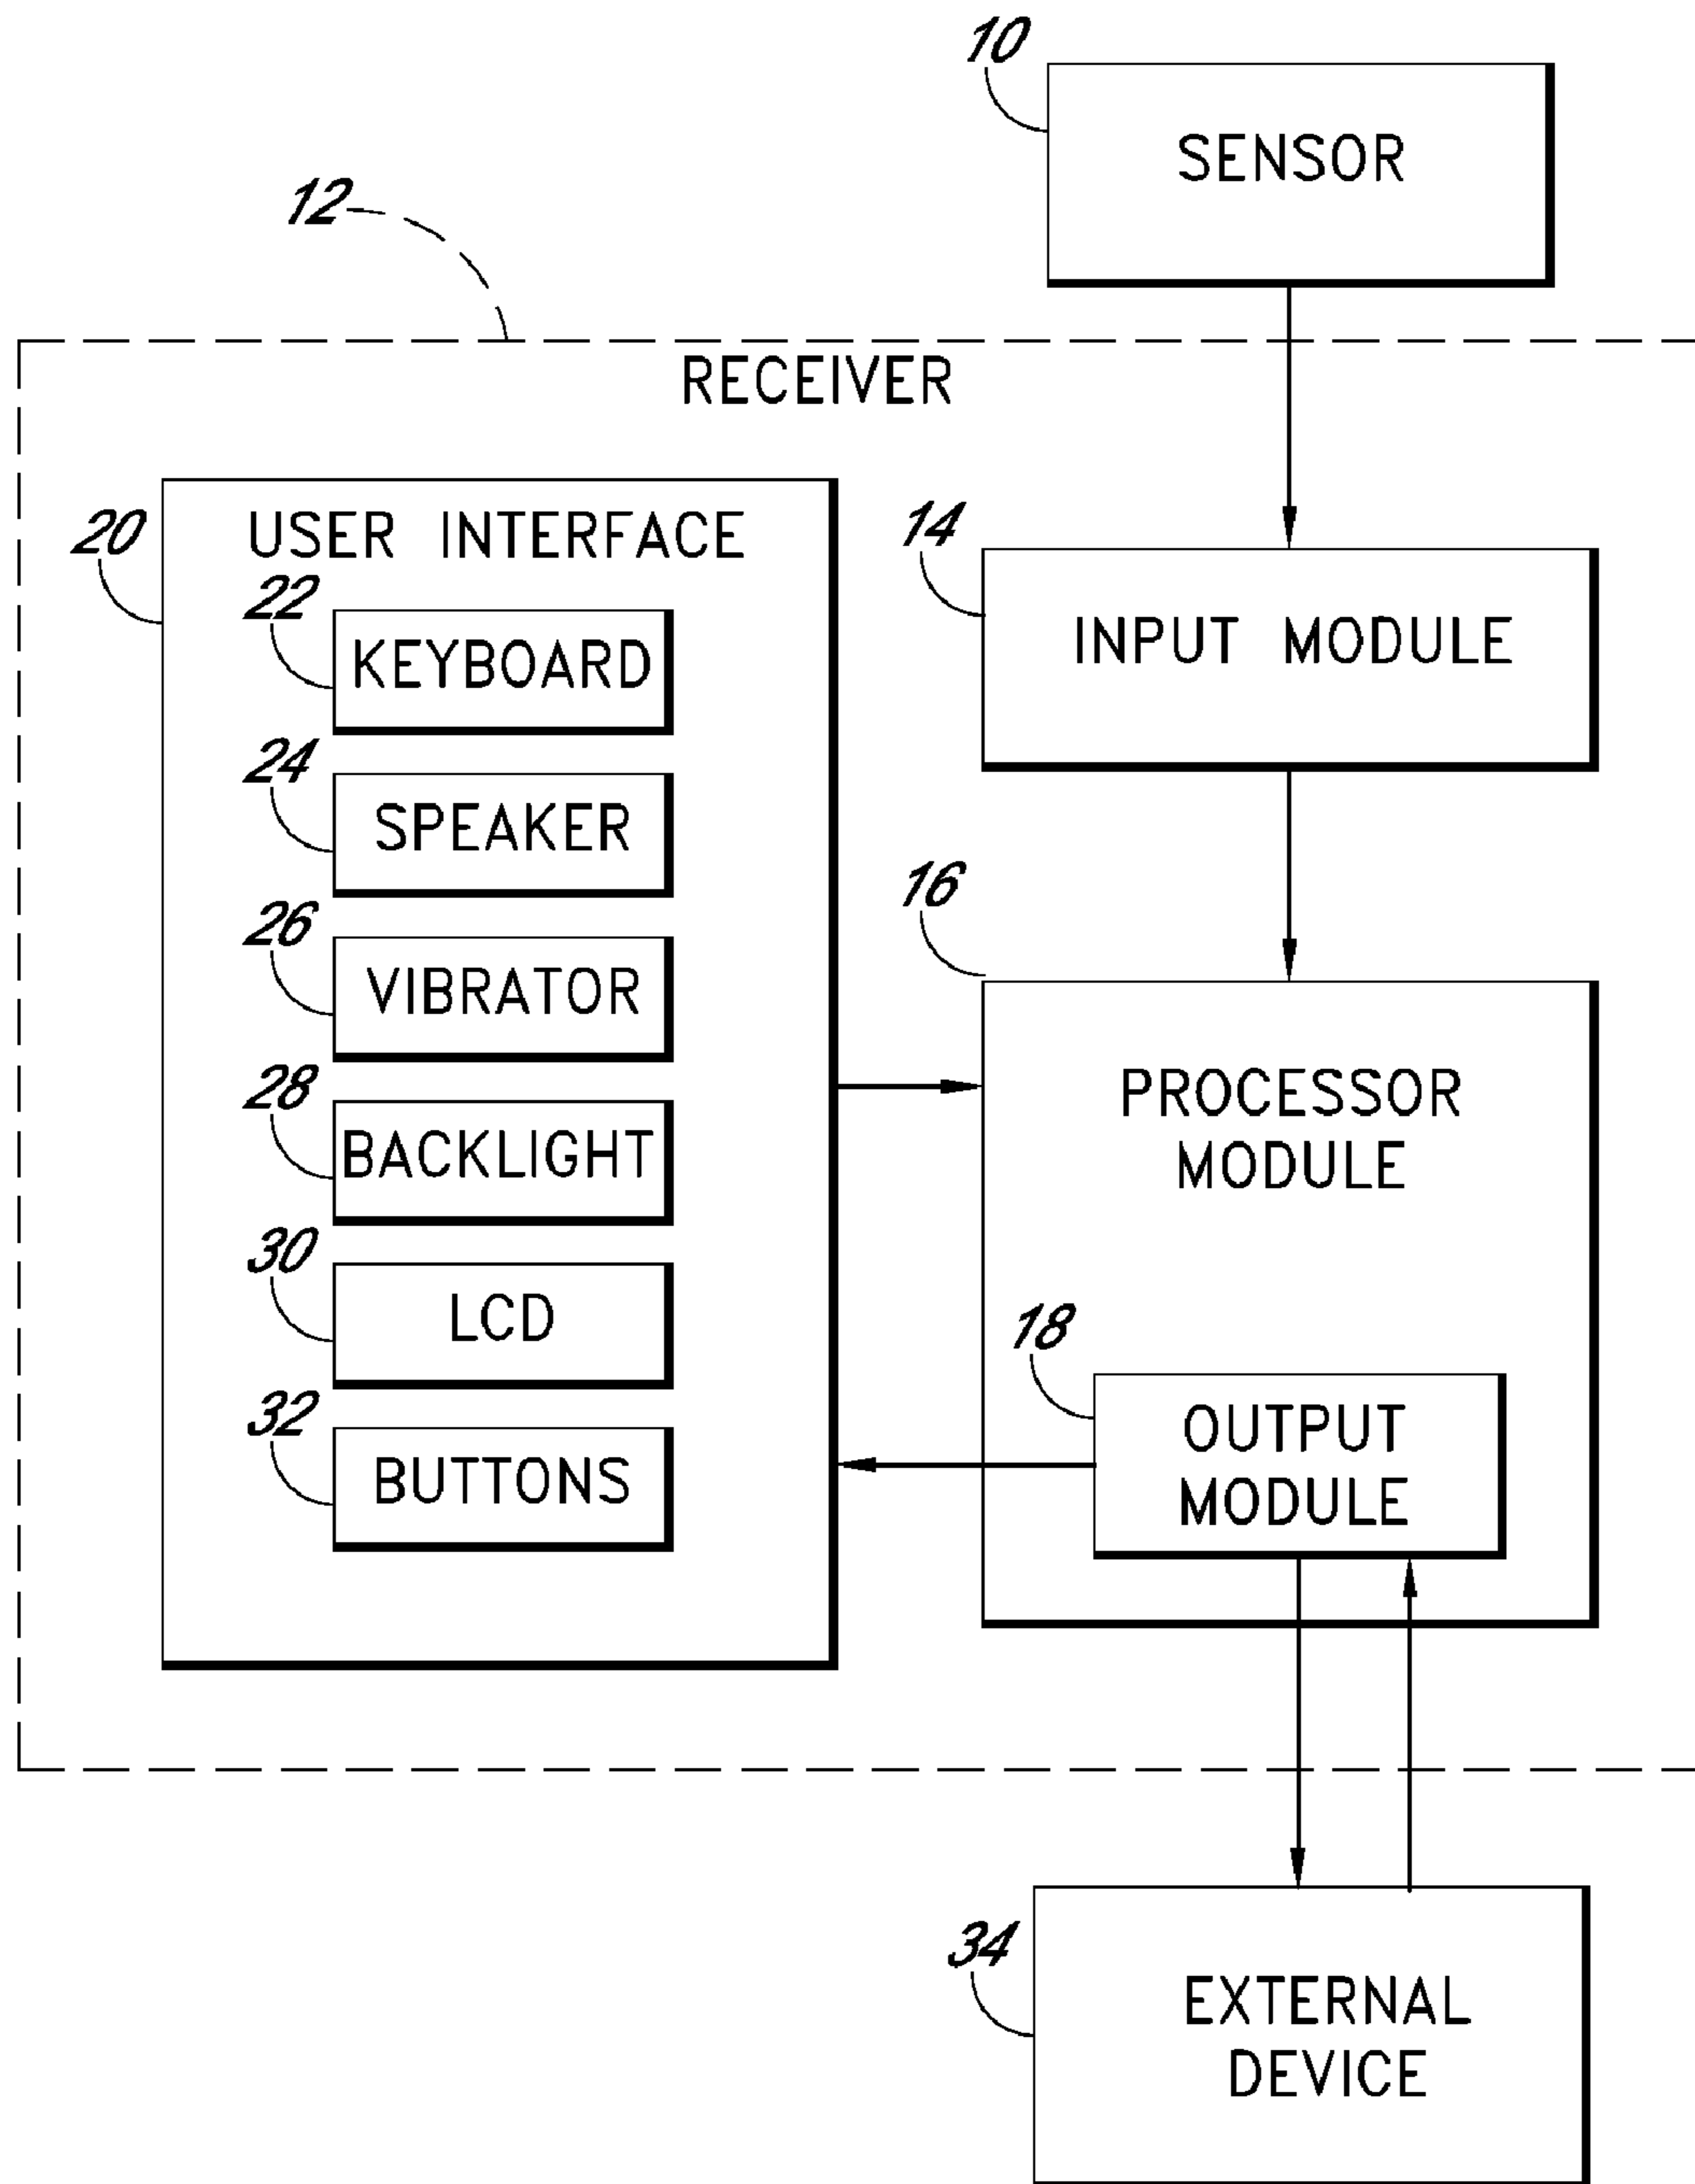 10
SENSOR
12
RECEIVER
20
USER INTERFACE
22
KEYBOARD
24
SPEAKER
26
VIBRATOR
28
BACKLIGHT
30
LCD
32
BUTTONS
14
INPUT MODULE
16
PROCESSOR
MODULE
18
OUTPUT
MODULE
34
EXTERNAL
DEVICE